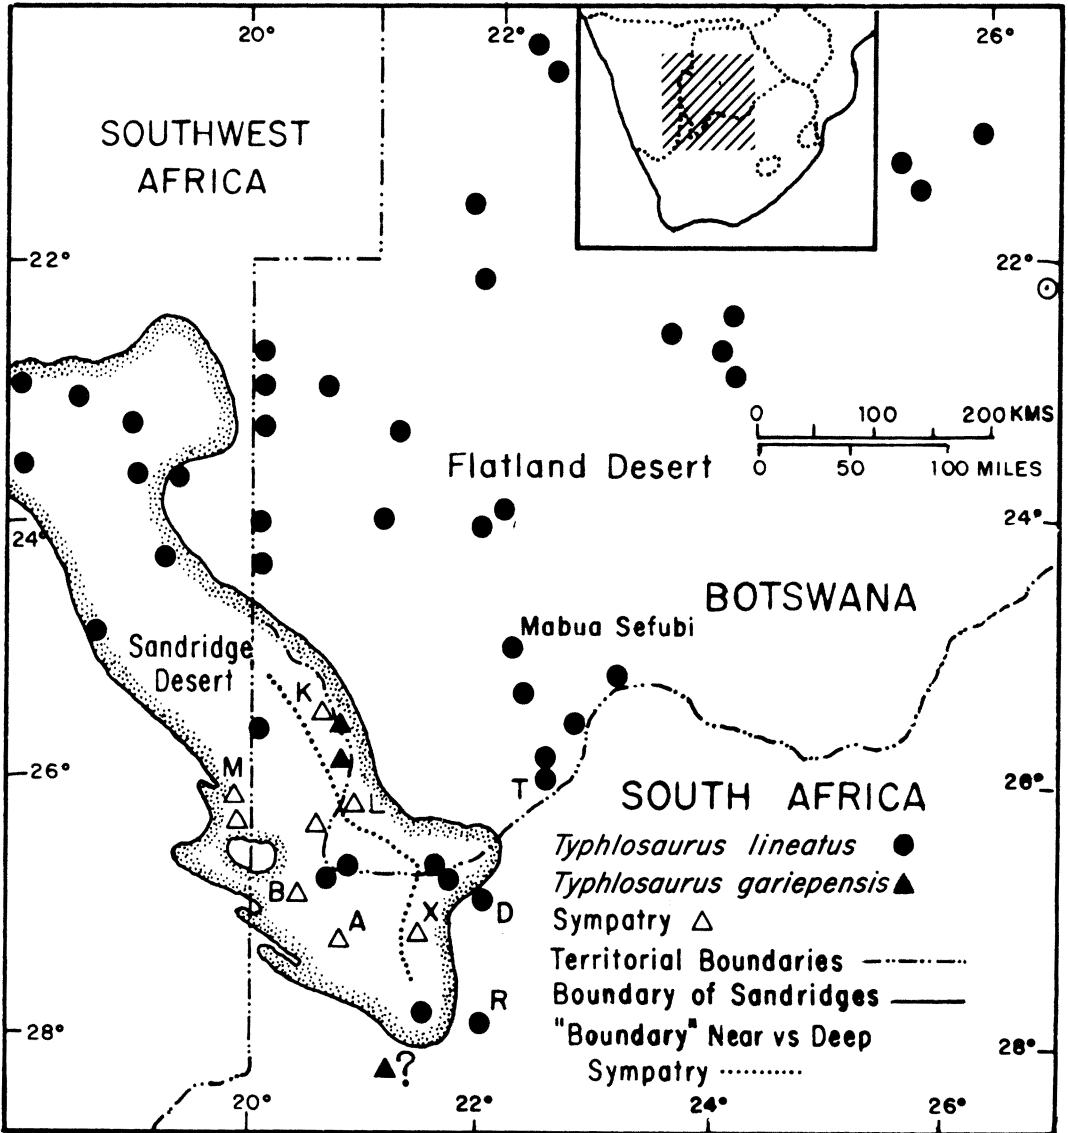 20°
22°
26°
SOUTHWEST
AFRICA
22°
22°
0 100 200 KMS
0 50 100 MILES
Flatland Desert
24°
24°
BOTSWANA
Mabua Sefubi
Sandridge
Desert
K
M
26°
26°
T
L
SOUTH AFRICA
Typhlosaurus lineatus
Typhlosaurus gariepensis
B
A
X
D
Sympatry
Territorial Boundaries
R
Boundary of Sandridges
28°
28°
"Boundary" Near vs Deep
Sympatry
?
20°
22°
24°
26°